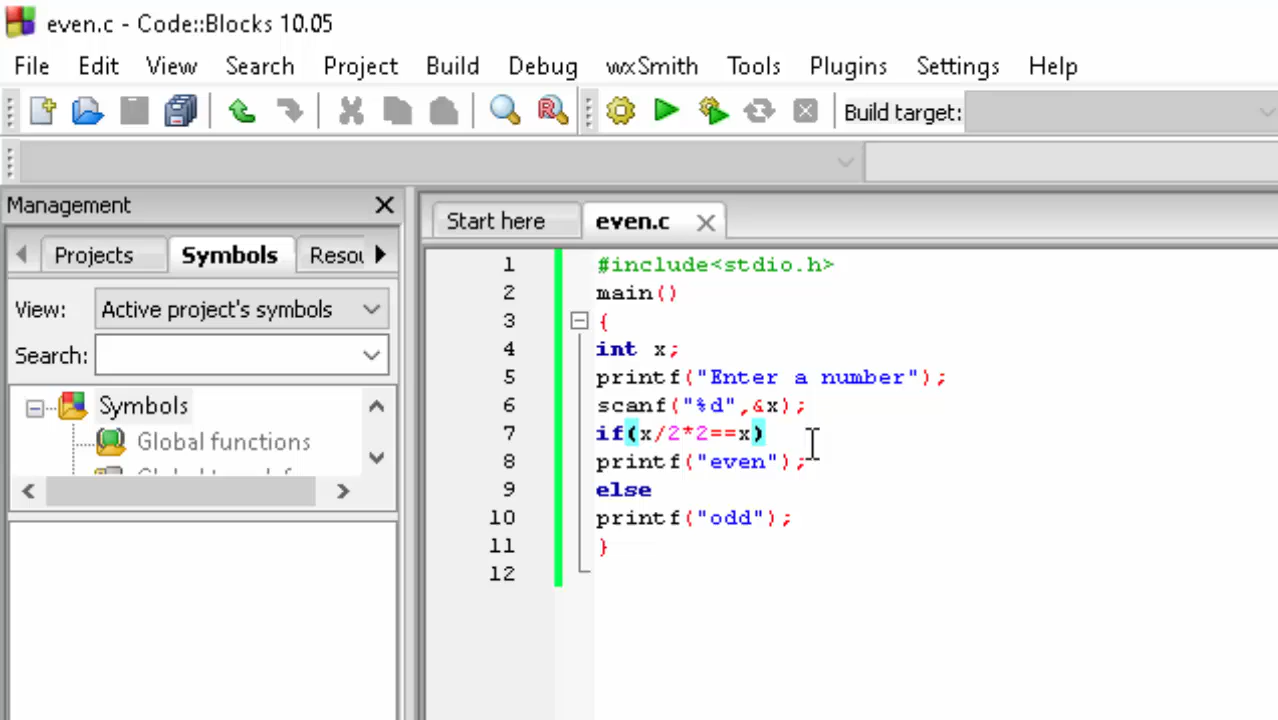 even.c - Code::Blocks 10.05
File Edit View Search Project Build Debug wxSmith Tools Plugins Settings Help
Build target:
Management
Start here even.c
Projects Symbols Resou
View: Active project's symbols
Search:
Symbols
Global functions
1 #include<stdio.h>
2 main()
3 {
4 int x;
5 printf("Enter a number");
6 scanf("%d",&x);
7 if(x/2*2==x)
8 printf("even");
9 else
10 printf("odd");
11 }
12